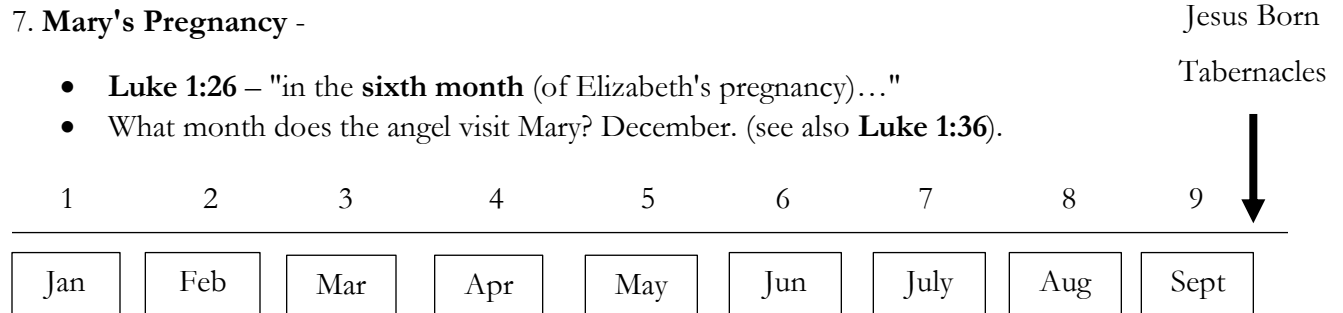 7. Mary's Pregnancy -
Jesus Born
Tabernacles
• Luke 1:26 – "in the sixth month (of Elizabeth's pregnancy)…"
• What month does the angel visit Mary? December. (see also Luke 1:36).
1 2 3 4 5 6 7 8 9
Jan Feb Mar Apr May Jun July Aug Sept